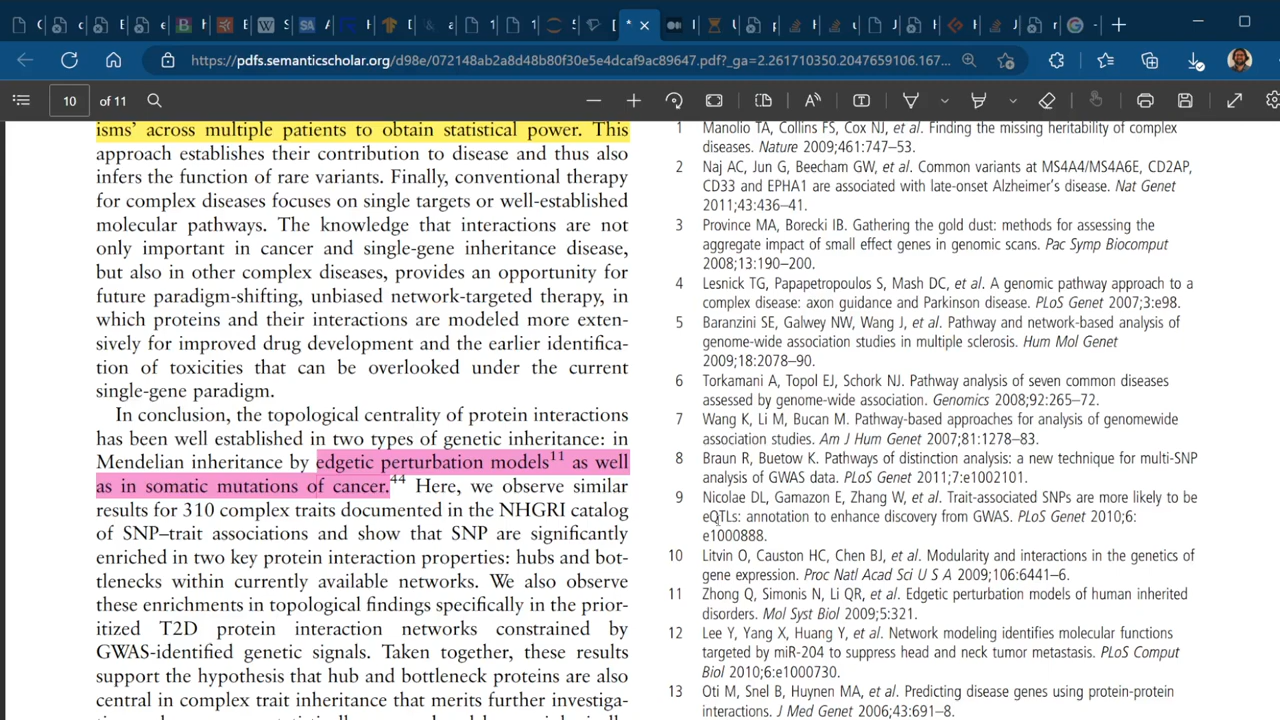 https://pdfs.semanticscholar.org/d98e/072148ab2a8d48b80f30e5e4dcaf9ac89647.pdf?_ga=2.261710350.2047659106.167...
10 of 11
isms' across multiple patients to obtain statistical power. This
approach establishes their contribution to disease and thus also
infers the function of rare variants. Finally, conventional therapy
for complex diseases focuses on single targets or well-established
molecular pathways. The knowledge that interactions are not
only important in cancer and single-gene inheritance disease,
but also in other complex diseases, provides an opportunity for
future paradigm-shifting, unbiased network-targeted therapy, in
which proteins and their interactions are modeled more exten-
sively for improved drug development and the earlier identifica-
tion of toxicities that can be overlooked under the current
single-gene paradigm.
In conclusion, the topological centrality of protein interactions
has been well established in two types of genetic inheritance: in
Mendelian inheritance by edgetic perturbation models11 as well
as in somatic mutations of cancer.44 Here, we observe similar
results for 310 complex traits documented in the NHGRI catalog
of SNP–trait associations and show that SNP are significantly
enriched in two key protein interaction properties: hubs and bot-
tlenecks within currently available networks. We also observe
these enrichments in topological findings specifically in the prior-
itized T2D protein interaction networks constrained by
GWAS-identified genetic signals. Taken together, these results
support the hypothesis that hub and bottleneck proteins are also
central in complex trait inheritance that merits further investiga-
1 Manolio TA, Collins FS, Cox NJ, et al. Finding the missing heritability of complex
diseases. Nature 2009;461:747–53.
2 Naj AC, Jun G, Beecham GW, et al. Common variants at MS4A4/MS4A6E, CD2AP,
CD33 and EPHA1 are associated with late-onset Alzheimer's disease. Nat Genet
2011;43:436–41.
3 Province MA, Borecki IB. Gathering the gold dust: methods for assessing the
aggregate impact of small effect genes in genomic scans. Pac Symp Biocomput
2008;13:190–200.
4 Lesnick TG, Papapetropoulos S, Mash DC, et al. A genomic pathway approach to a
complex disease: axon guidance and Parkinson disease. PLoS Genet 2007;3:e98.
5 Baranzini SE, Galwey NW, Wang J, et al. Pathway and network-based analysis of
genome-wide association studies in multiple sclerosis. Hum Mol Genet
2009;18:2078–90.
6 Torkamani A, Topol EJ, Schork NJ. Pathway analysis of seven common diseases
assessed by genome-wide association. Genomics 2008;92:265–72.
7 Wang K, Li M, Bucan M. Pathway-based approaches for analysis of genomewide
association studies. Am J Hum Genet 2007;81:1278–83.
8 Braun R, Buetow K. Pathways of distinction analysis: a new technique for multi-SNP
analysis of GWAS data. PLoS Genet 2011;7:e1002101.
9 Nicolae DL, Gamazon E, Zhang W, et al. Trait-associated SNPs are more likely to be
eQTLs: annotation to enhance discovery from GWAS. PLoS Genet 2010;6:
e1000888.
10 Litvin O, Causton HC, Chen BJ, et al. Modularity and interactions in the genetics of
gene expression. Proc Natl Acad Sci U S A 2009;106:6441–6.
11 Zhong Q, Simonis N, Li QR, et al. Edgetic perturbation models of human inherited
disorders. Mol Syst Biol 2009;5:321.
12 Lee Y, Yang X, Huang Y, et al. Network modeling identifies molecular functions
targeted by miR-204 to suppress head and neck tumor metastasis. PLoS Comput
Biol 2010;6:e1000730.
13 Oti M, Snel B, Huynen MA, et al. Predicting disease genes using protein-protein
interactions. J Med Genet 2006;43:691–8.